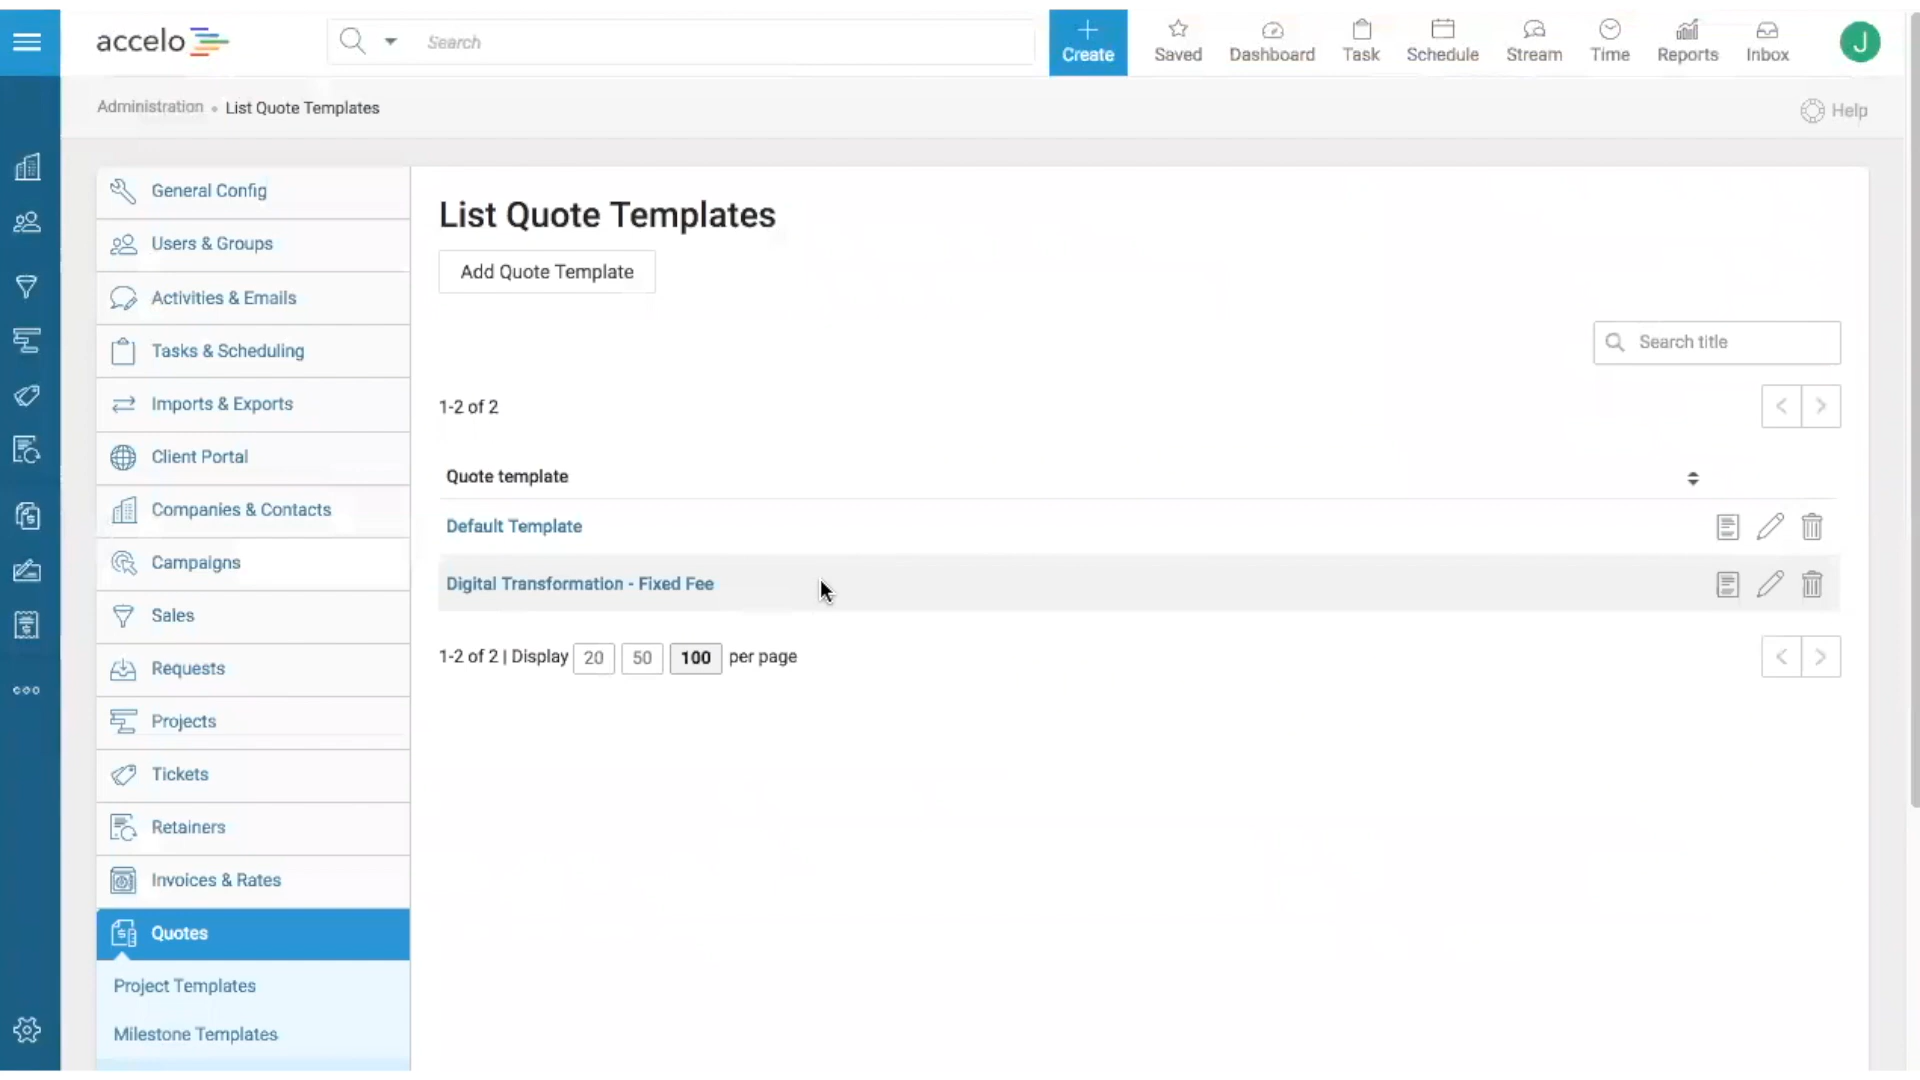 accelo
Search
Create
Saved
Dashboard
Task
Schedule
Stream
Time
Reports
Inbox
J
Administration • List Quote Templates
Help
General Config
Users & Groups
Activities & Emails
Tasks & Scheduling
Imports & Exports
Client Portal
Companies & Contacts
Campaigns
Sales
Requests
Projects
Tickets
Retainers
Invoices & Rates
Quotes
Project Templates
Milestone Templates
List Quote Templates
Add Quote Template
Search title
1-2 of 2
Quote template
Default Template
Digital Transformation - Fixed Fee
1-2 of 2 | Display 20 50 100 per page